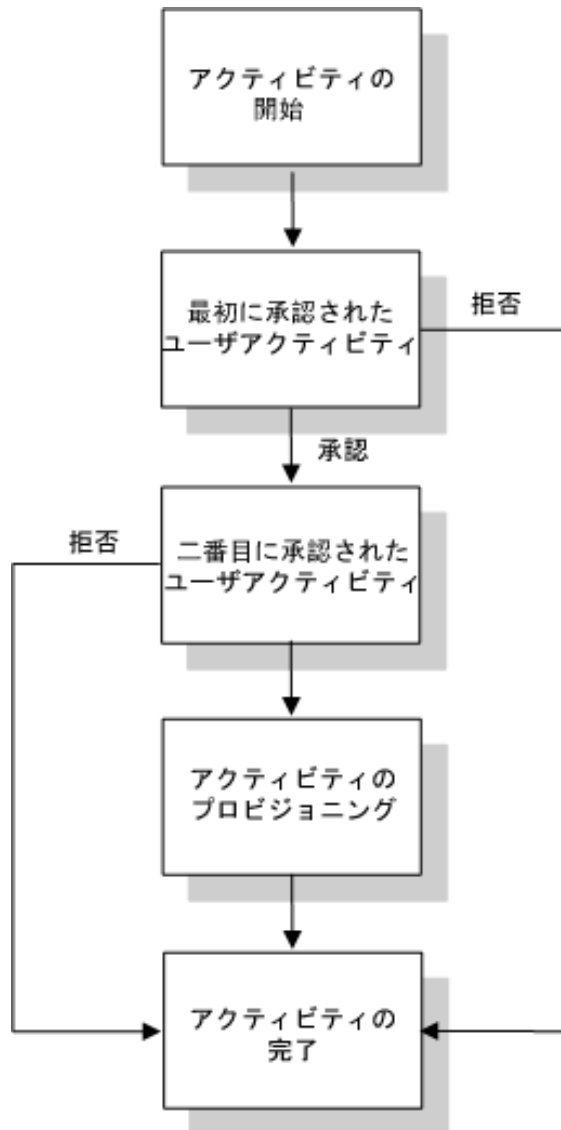 アクティビティの
開始
最初に承認された
ユーザアクティビティ
拒否
承認
拒否
二番目に承認された
ユーザアクティビティ
アクティビティの
プロビジョニング
アクティビティの
完了